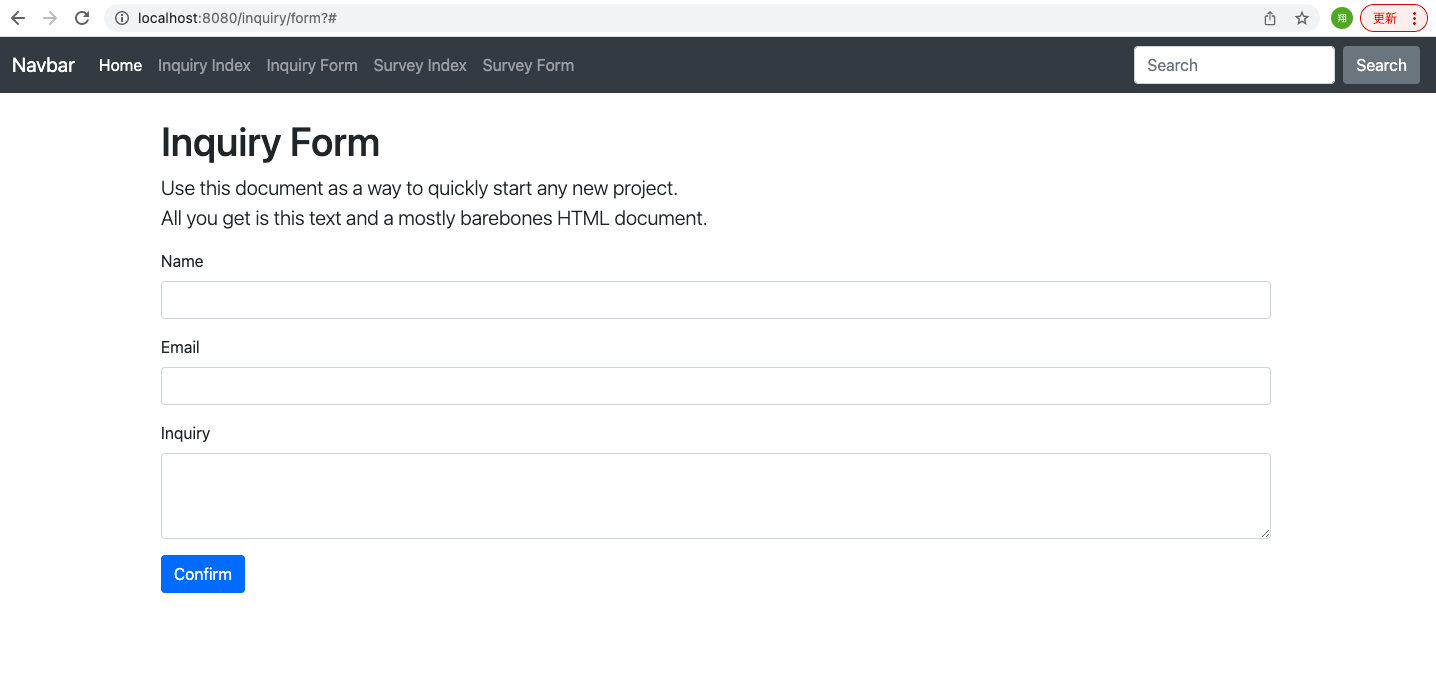 localhost:8080/inquiry/form?#
翔
更新
Navbar Home Inquiry Index Inquiry Form Survey Index Survey Form Search Search
Inquiry Form
Use this document as a way to quickly start any new project.
All you get is this text and a mostly barebones HTML document.
Name
Email
Inquiry
Confirm